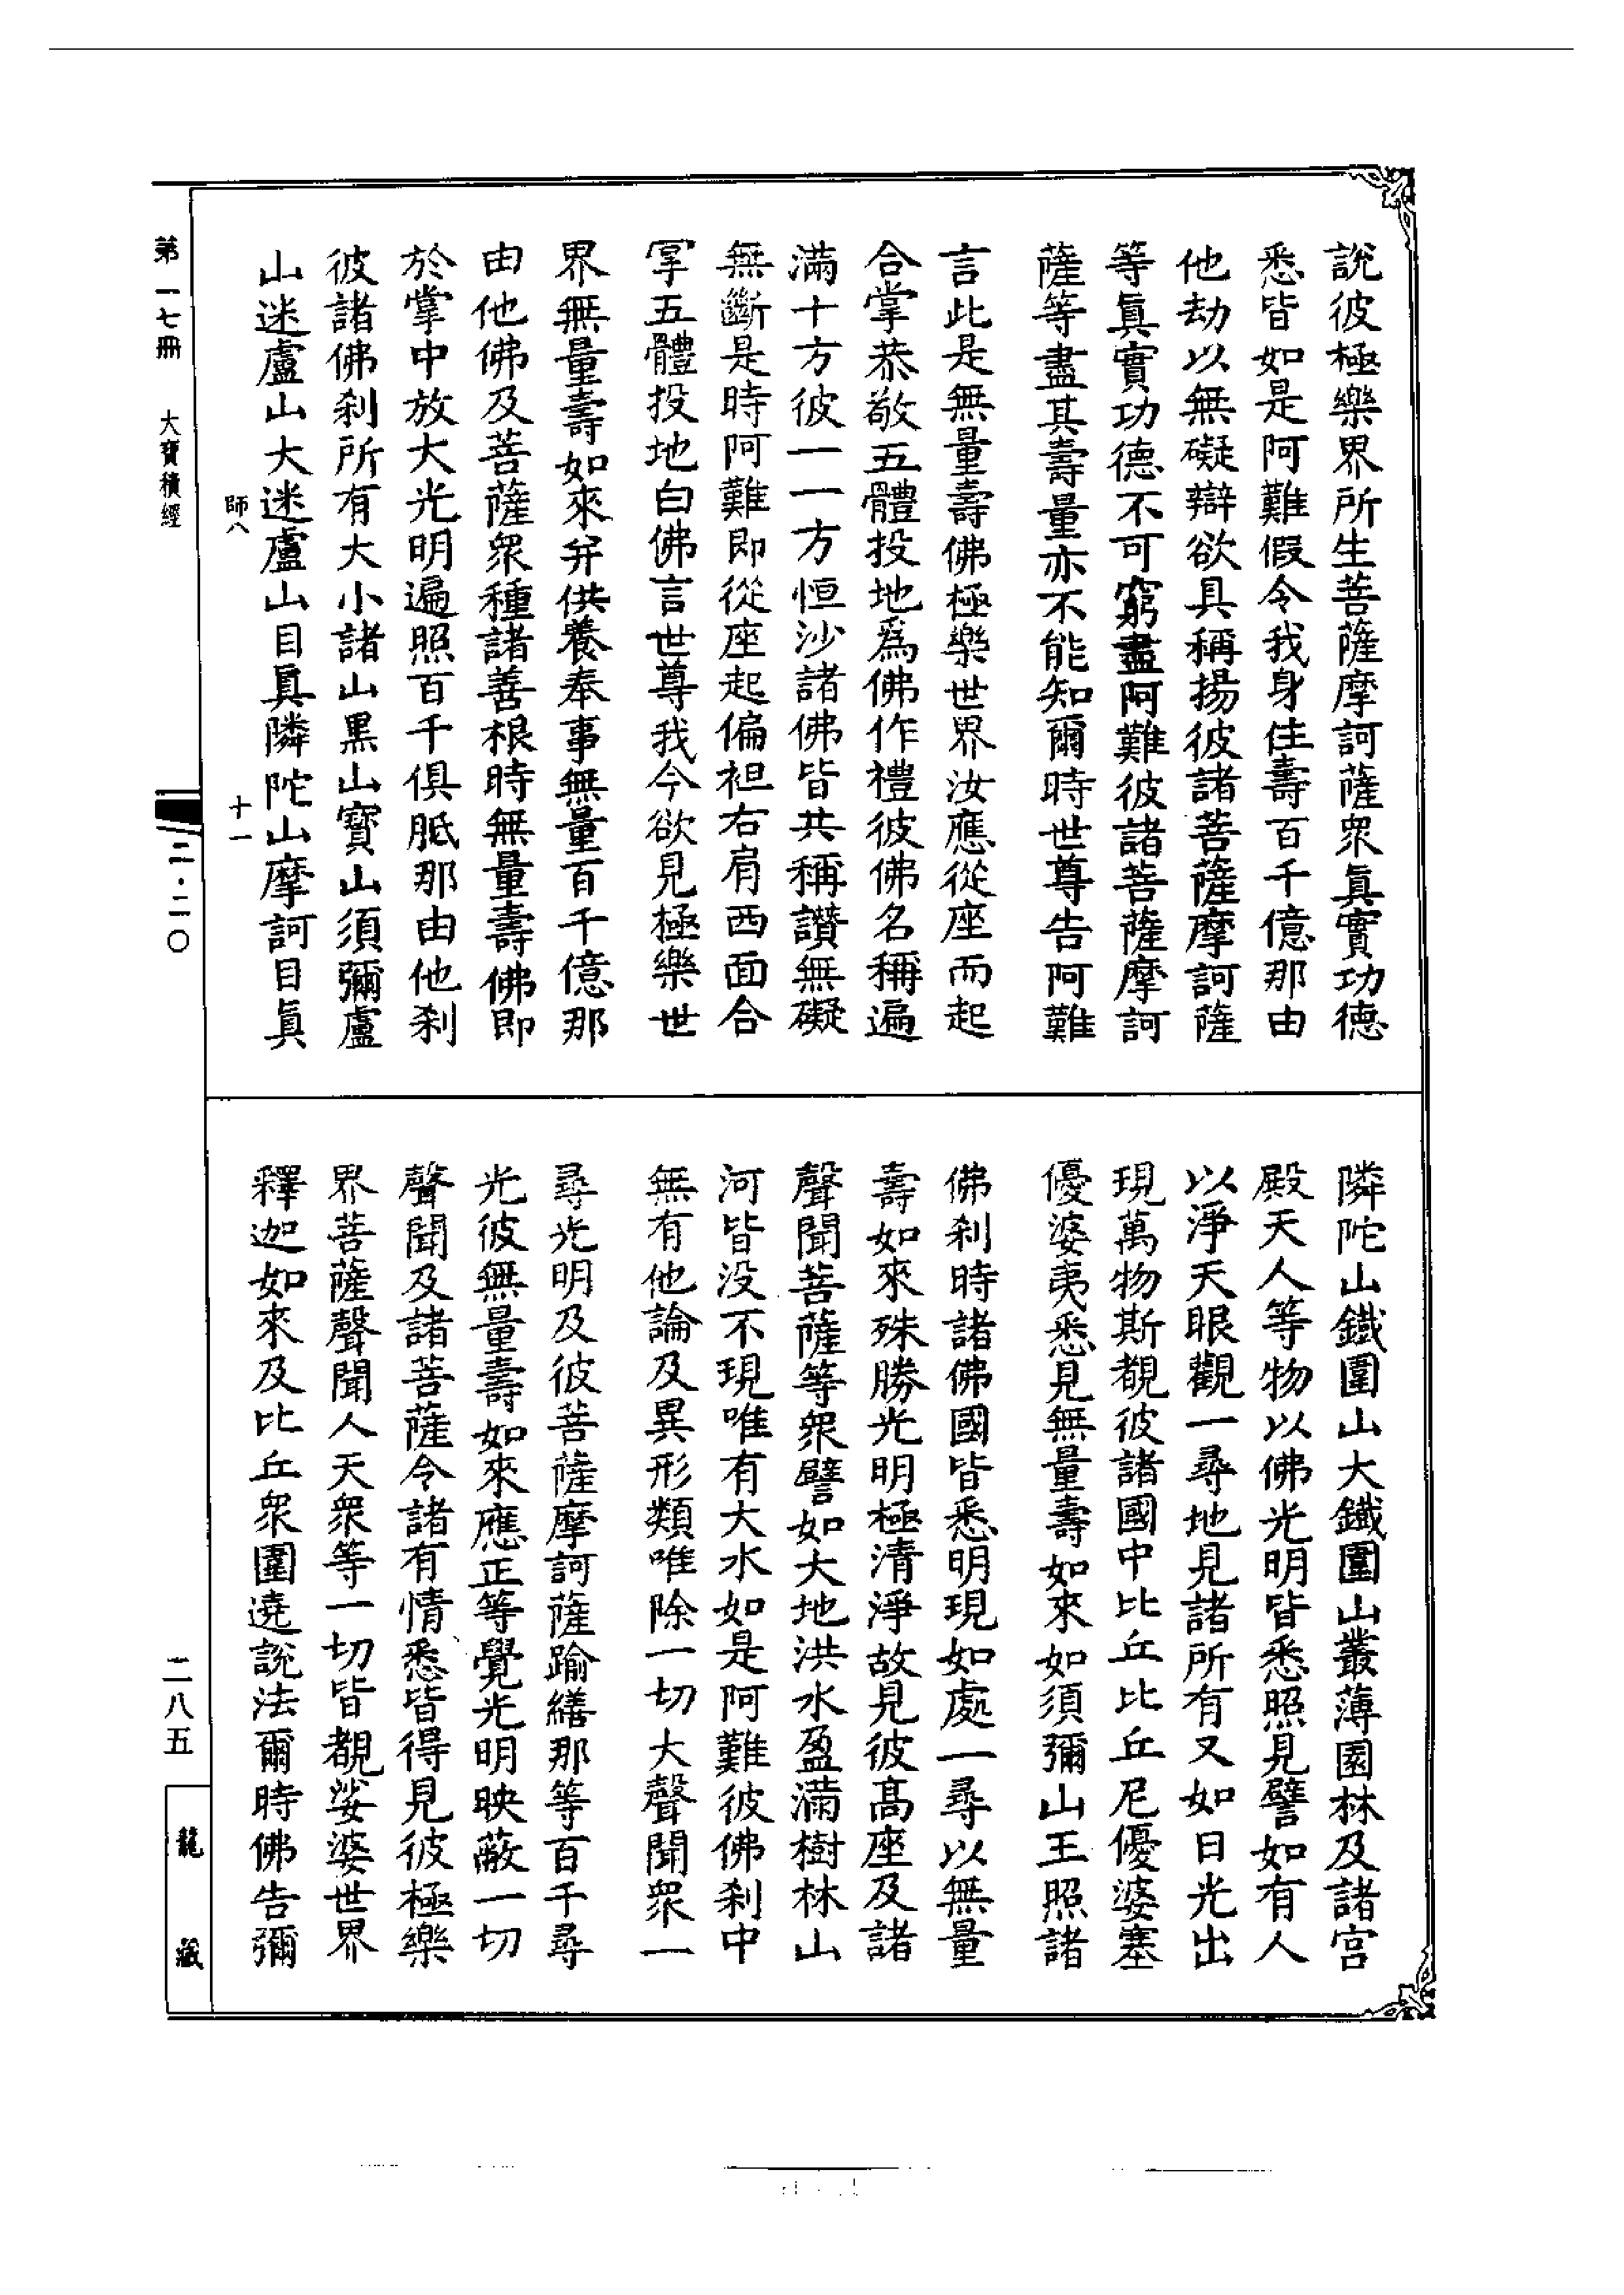 說彼極樂界所生菩薩摩訶薩衆眞實功德
悉皆如是阿難假令我身住壽百千億那由
他劫以無礙辯欲具稱揚彼諸菩薩摩訶薩
等眞實功德不可窮盡阿難彼諸菩薩摩訶
薩等盡其壽量亦不能知爾時世尊告阿難
言此是無量壽佛極樂世界汝應從座而起
合掌恭敬五體投地爲佛作禮彼佛名稱遍
滿十方彼一一方恒沙諸佛皆共稱讚無礙
無斷是時阿難即從座起偏袒右肩西面合
掌五體投地白佛言世尊我今欲見極樂世
界無量壽如來并供養奉事無量百千億那
由他佛及菩薩衆種諸善根時無量壽佛即
於掌中放大光明遍照百千俱胝那由他刹
彼諸佛刹所有大小諸山黑山寶山須彌盧
山迷盧山大迷盧山目眞隣陀山摩訶目眞
隣陀山鐵圍山大鐵圍山叢薄園林及諸宮
殿天人等物以佛光明皆悉照見譬如有人
以淨天眼觀一尋地見諸所有又如日光出
現萬物斯覩彼諸國中比丘比丘尼優婆塞
優婆夷悉見無量壽如來如須彌山王照諸
佛刹時諸佛國皆悉明現如處一尋以無量
壽如來殊勝光明極清淨故見彼高座及諸
聲聞菩薩等衆譬如大地洪水盈滿樹林山
河皆沒不現唯有大水如是阿難彼佛刹中
無有他論及異形類唯除一切大聲聞衆一
尋光明及彼菩薩摩訶薩踰繕那等百千尋
光彼無量壽如來應正等覺光明映蔽一切
聲聞及諸菩薩令諸有情悉皆得見彼極樂
界菩薩聲聞人天衆等一切皆覩娑婆世界
釋迦如來及比丘衆圍遶說法爾時佛告彌
師八
十一
第一七冊 大寶積經
二·二〇
二八五
龍藏